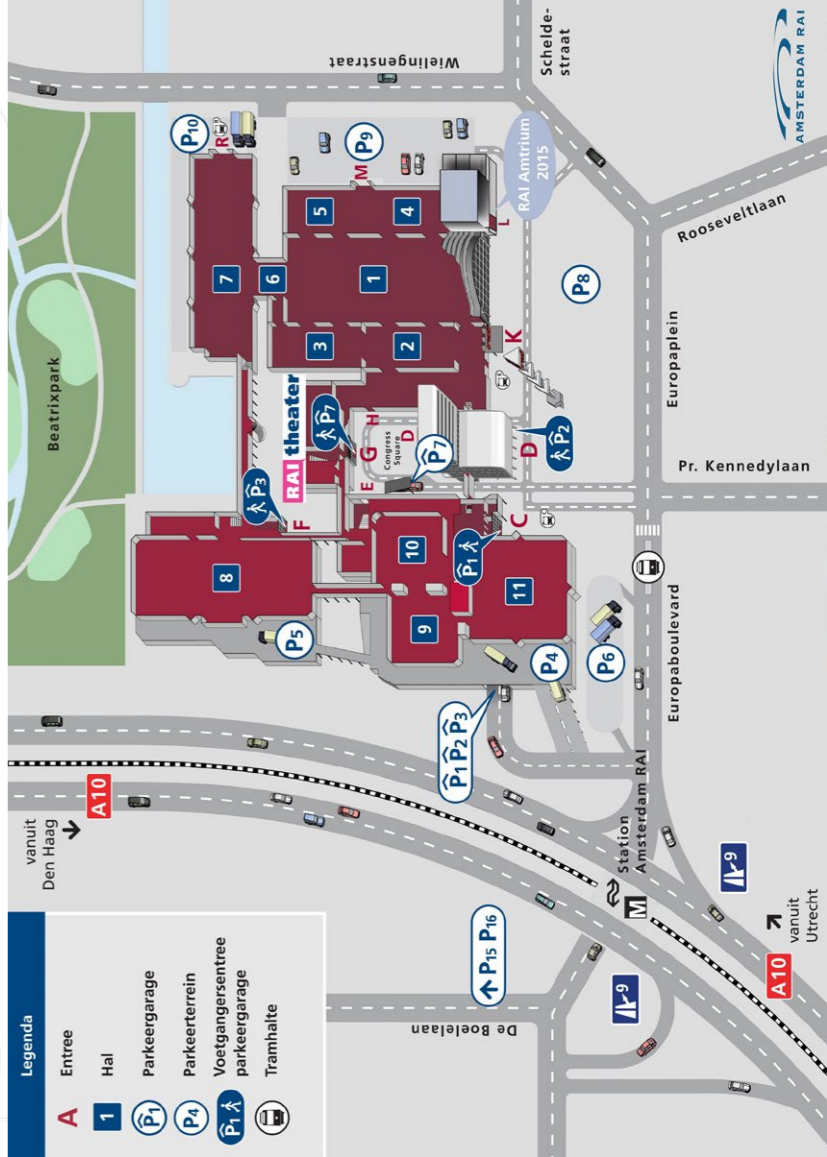 Legenda
A Entree
1 Hal
P1 Parkeergarage
P4 Parkeerterrein
P1 Voetgangersentree
parkeergarage
Tramhalte
vanuit
Den Haag
A10
Beatrixpark
Wielingenstraat
Schelde-
straat
AMSTERDAM RAI
P10
R
P9
M
RAI Amtrium
2015
L
Rooseveltlaan
7
6
5
4
1
3
2
P8
K
RAI theater
P7
H
G
D
Congress
Square
E
P7
D
P2
Europaplein
Pr. Kennedylaan
P3
F
8
10
C
P1
11
9
P5
P4
P6
P1 P2 P3
Europaboulevard
Station
Amsterdam RAI
M
9
P15 P16
De Boelelaan
9
A10
vanuit
Utrecht